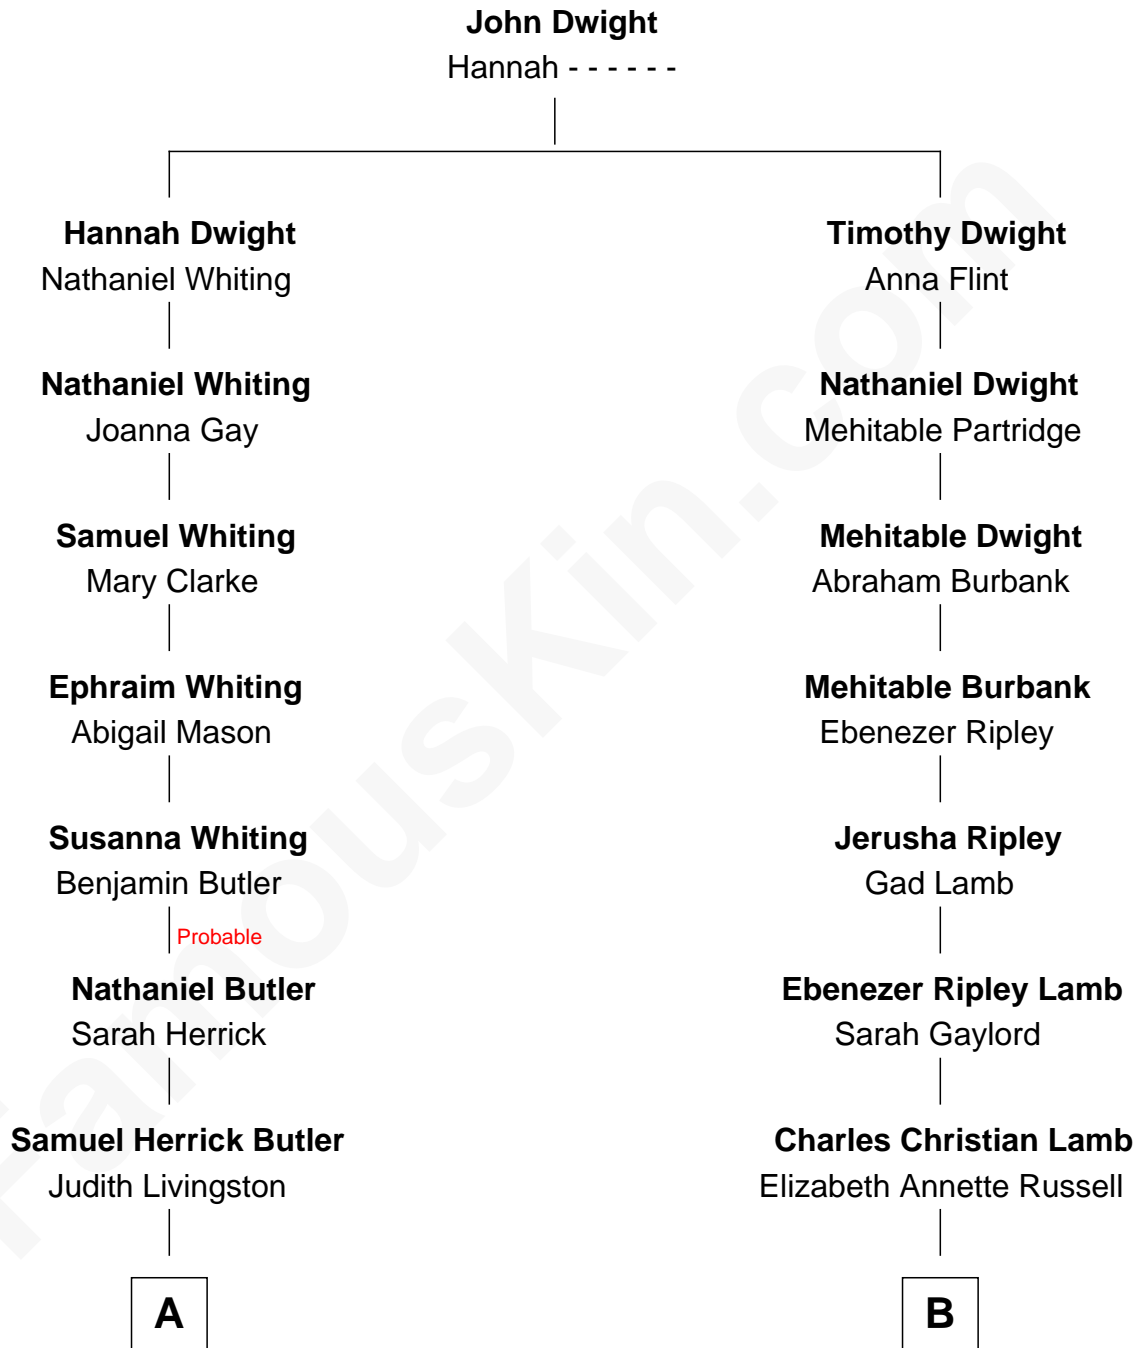 John Dwight
Hannah - - - - - -
Hannah Dwight
Nathaniel Whiting
Timothy Dwight
Anna Flint
Nathaniel Whiting
Joanna Gay
Nathaniel Dwight
Mehitable Partridge
Samuel Whiting
Mary Clarke
Mehitable Dwight
Abraham Burbank
Ephraim Whiting
Abigail Mason
Mehitable Burbank
Ebenezer Ripley
Susanna Whiting
Benjamin Butler
Jerusha Ripley
Gad Lamb
Probable
Nathaniel Butler
Sarah Herrick
Ebenezer Ripley Lamb
Sarah Gaylord
Samuel Herrick Butler
Judith Livingston
Charles Christian Lamb
Elizabeth Annette Russell
A
B
FamousKin.com